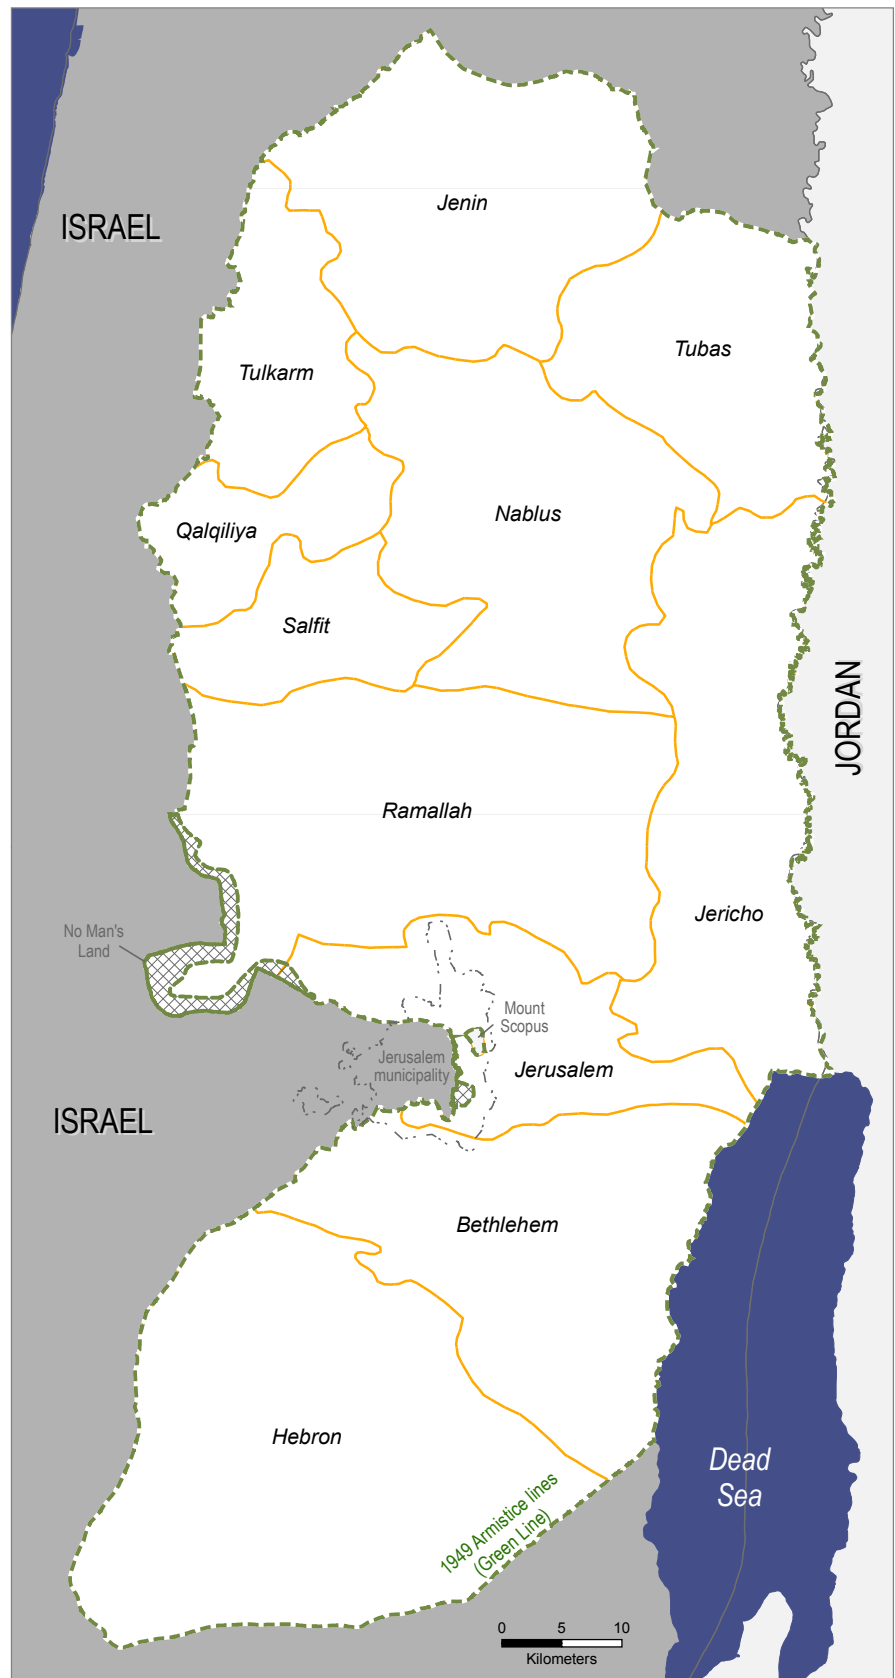 Jenin
ISRAEL
Tubas
Tulkarm
Nablus
Qalqiliya
Salfit
JORDAN
Ramallah
Jericho
No Man's
Land
Mount
Scopus
Jerusalem
municipality
Jerusalem
ISRAEL
Bethlehem
Hebron
Dead
Sea
1949 Armistice lines
(Green Line)
0 5 10
Kilometers